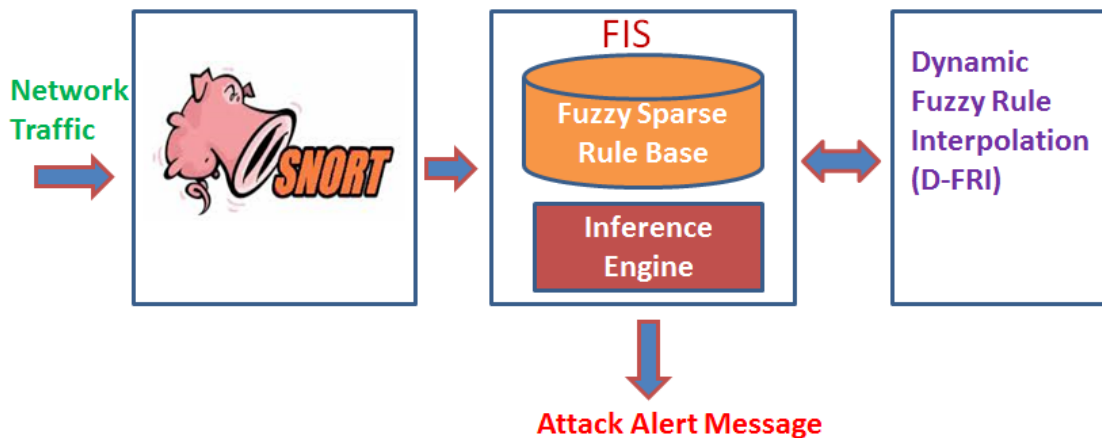 Network
Traffic
SNORT
FIS
Fuzzy Sparse
Rule Base
Inference
Engine
Dynamic
Fuzzy Rule
Interpolation
(D-FRI)
Attack Alert Message